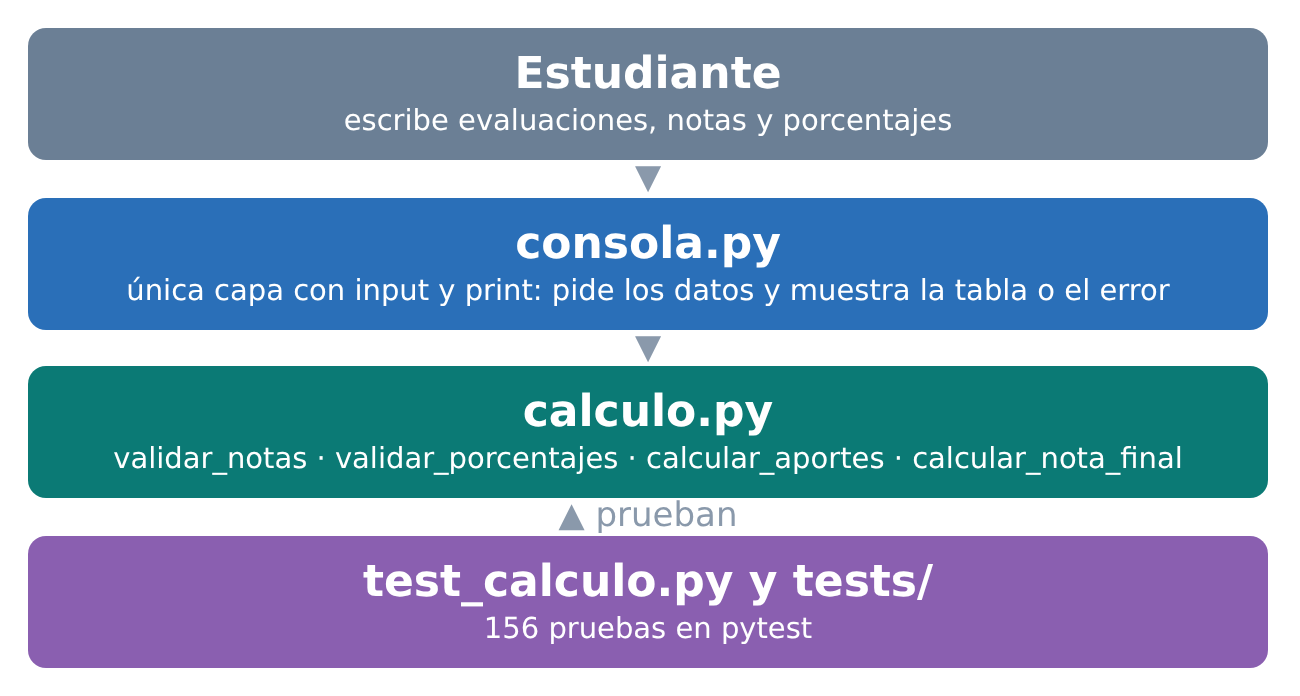 Estudiante
escribe evaluaciones, notas y porcentajes
▼
consola.py
única capa con input y print: pide los datos y muestra la tabla o el error
▼
calculo.py
validar_notas · validar_porcentajes · calcular_aportes · calcular_nota_final
▲ prueban
test_calculo.py y tests/
156 pruebas en pytest